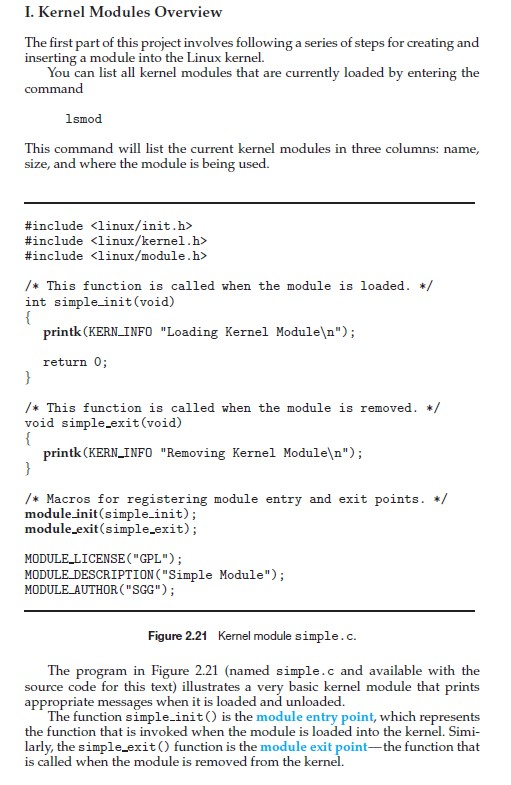 I. Kernel Modules Overview
The first part of this project involves following a series of steps for creating and
inserting a module into the Linux kernel.
You can list all kernel modules that are currently loaded by entering the
command
lsmod
This command will list the current kernel modules in three columns: name,
size, and where the module is being used.
#include <linux/init.h>
#include <linux/kernel.h>
#include <linux/module.h>
/* This function is called when the module is loaded. */
int simple_init(void)
{
printk(KERN_INFO "Loading Kernel Module\n");
return 0;
}
/* This function is called when the module is removed. */
void simple_exit(void)
{
printk(KERN_INFO "Removing Kernel Module\n");
}
/* Macros for registering module entry and exit points. */
module_init(simple_init);
module_exit(simple_exit);
MODULE_LICENSE("GPL");
MODULE_DESCRIPTION("Simple Module");
MODULE_AUTHOR("SGG");
Figure 2.21 Kernel module simple.c.
The program in Figure 2.21 (named simple.c and available with the
source code for this text) illustrates a very basic kernel module that prints
appropriate messages when it is loaded and unloaded.
The function simple_init() is the module entry point, which represents
the function that is invoked when the module is loaded into the kernel. Simi-
larly, the simple_exit() function is the module exit point—the function that
is called when the module is removed from the kernel.